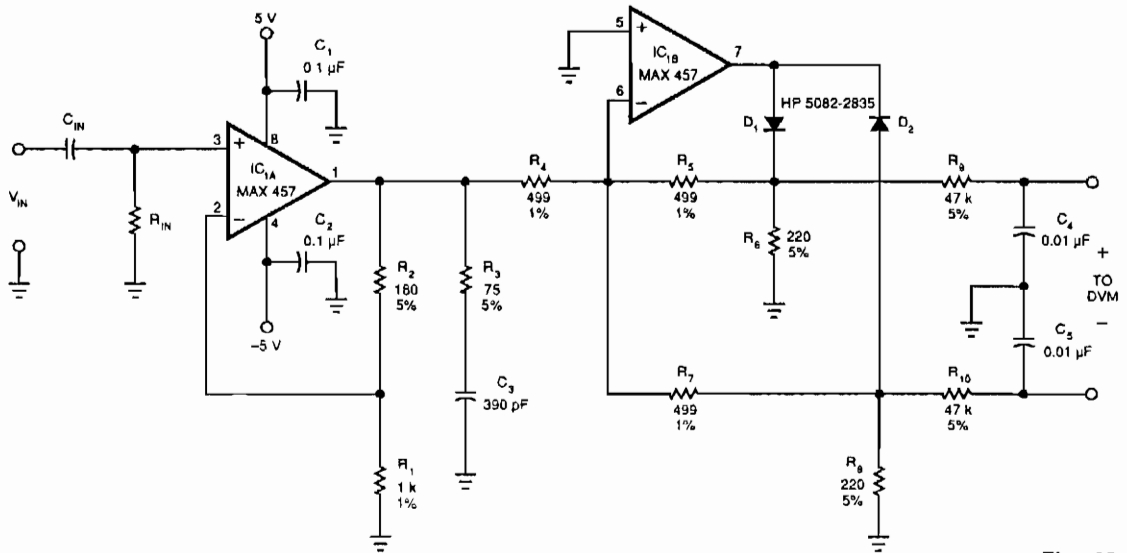 5 V
C1
0 1 µF
CIN
VIN
RIN
3
+
8
IC1A
MAX 457
1
2
−
4
C2
0.1 µF
−5 V
R2
180
5%
R3
75
5%
C3
390 pF
R1
1 k
1%
R4
499
1%
5
+
IC1B
MAX 457
7
6
−
HP 5082-2835
D1
D2
R5
499
1%
R6
220
5%
R7
499
1%
R9
47 k
5%
C4
0.01 µF
+
TO
DVM
−
C5
0.01 µF
R10
47 k
5%
R9
220
5%